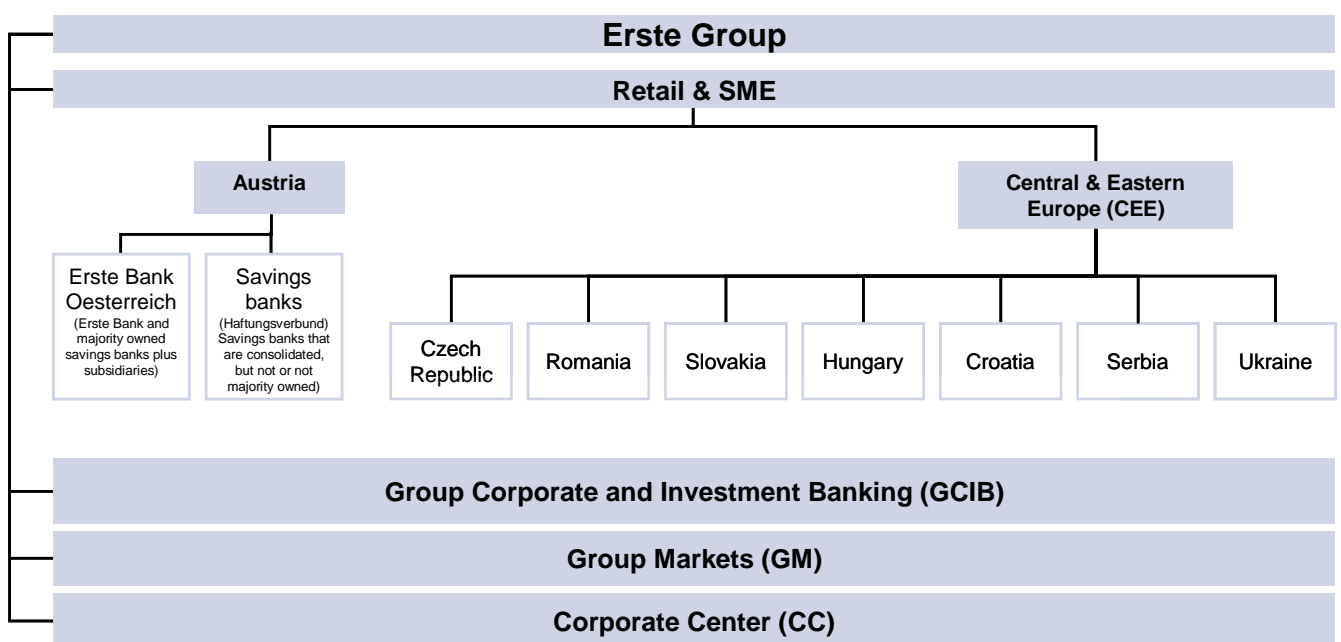 Erste Group
Retail & SME
Austria
Central & Eastern
Europe (CEE)
Erste Bank
Oesterreich
(Erste Bank and
majority owned
savings banks plus
subsidiaries)
Savings
banks
(Haftungsverbund)
Savings banks that
are consolidated,
but not or not
majority owned)
Czech
Republic
Romania
Slovakia
Hungary
Croatia
Serbia
Ukraine
Group Corporate and Investment Banking (GCIB)
Group Markets (GM)
Corporate Center (CC)